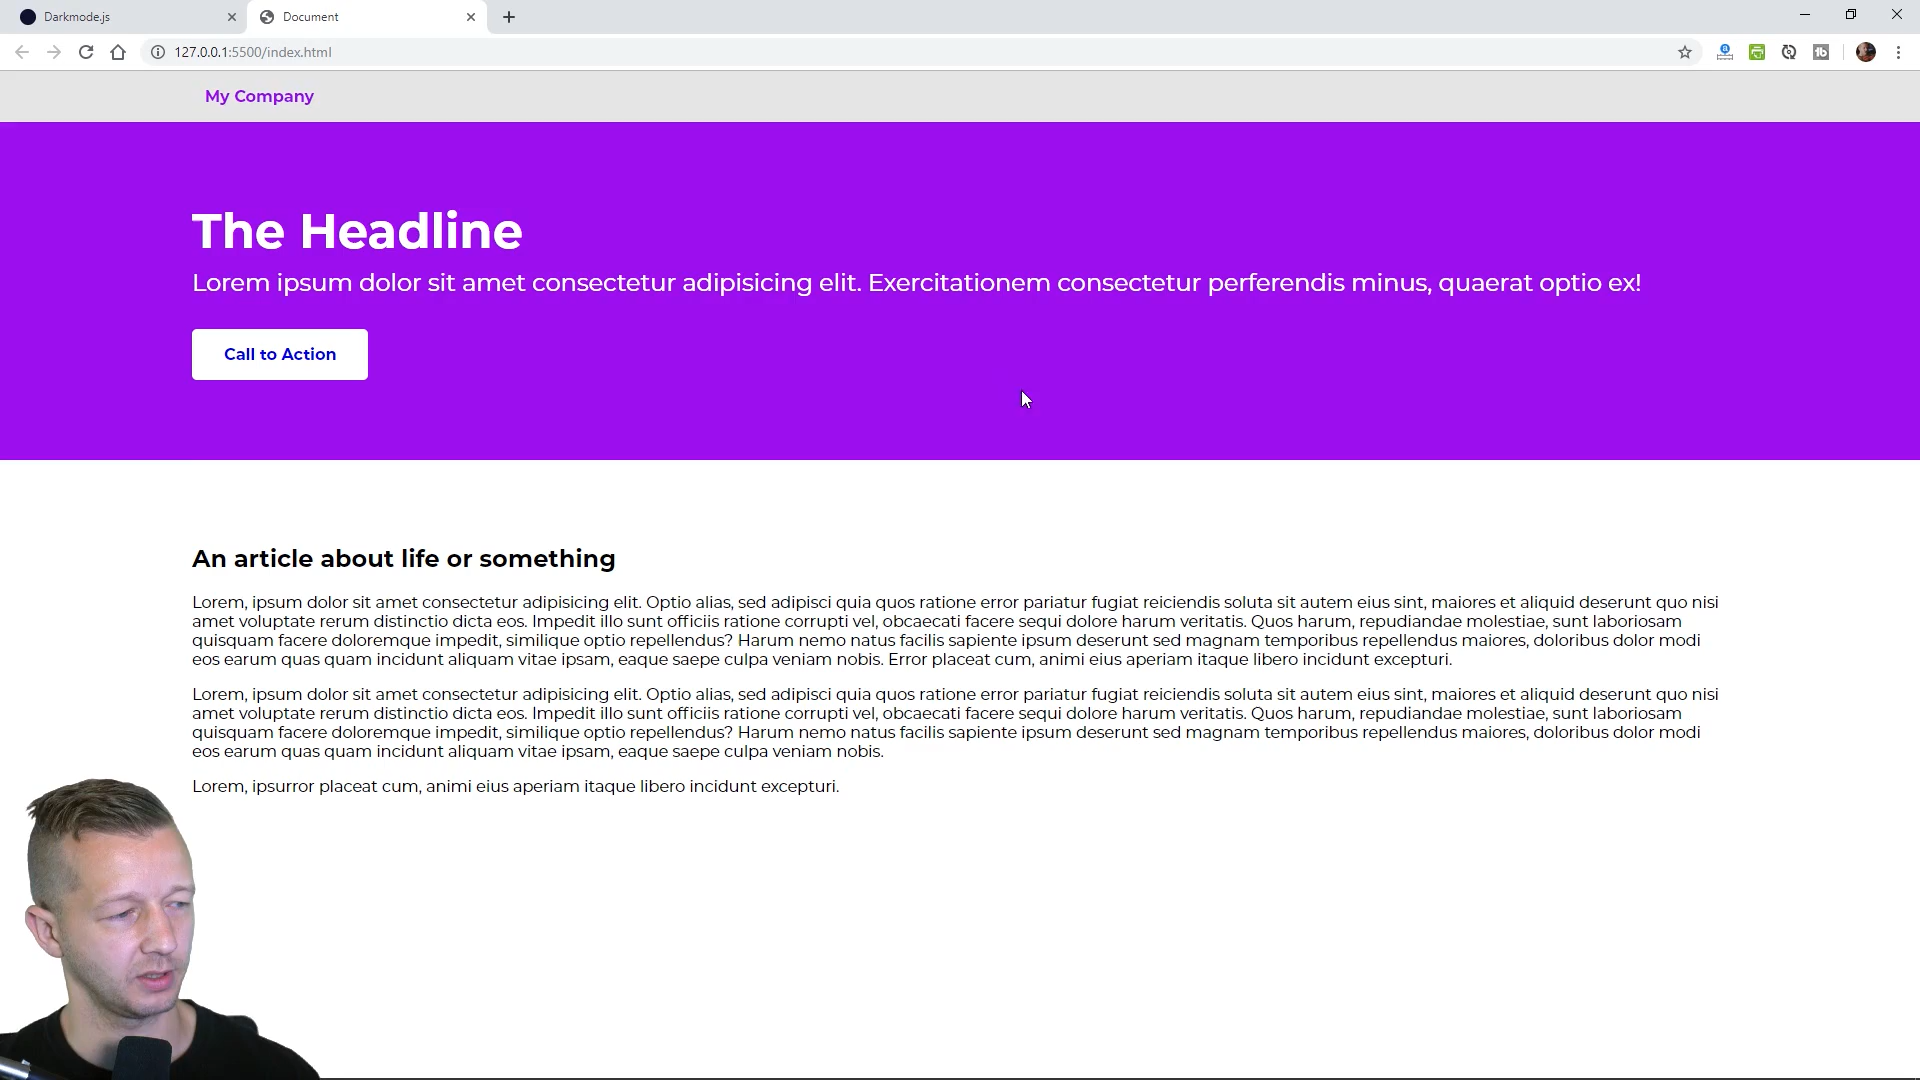 Darkmode.js
Document
127.0.0.1:5500/index.html
My Company
The Headline
Lorem ipsum dolor sit amet consectetur adipisicing elit. Exercitationem consectetur perferendis minus, quaerat optio ex!
Call to Action
An article about life or something
Lorem, ipsum dolor sit amet consectetur adipisicing elit. Optio alias, sed adipisci quia quos ratione error pariatur fugiat reiciendis soluta sit autem eius sint, maiores et aliquid deserunt quo nisi
amet voluptate rerum distinctio dicta eos. Impedit illo sunt officiis ratione corrupti vel, obcaecati facere sequi dolore harum veritatis. Quos harum, repudiandae molestiae, sunt laboriosam
quisquam facere doloremque impedit, similique optio repellendus? Harum nemo natus facilis sapiente ipsum deserunt sed magnam temporibus repellendus maiores, doloribus dolor modi
eos earum quas quam incidunt aliquam vitae ipsam, eaque saepe culpa veniam nobis. Error placeat cum, animi eius aperiam itaque libero incidunt excepturi.
Lorem, ipsum dolor sit amet consectetur adipisicing elit. Optio alias, sed adipisci quia quos ratione error pariatur fugiat reiciendis soluta sit autem eius sint, maiores et aliquid deserunt quo nisi
amet voluptate rerum distinctio dicta eos. Impedit illo sunt officiis ratione corrupti vel, obcaecati facere sequi dolore harum veritatis. Quos harum, repudiandae molestiae, sunt laboriosam
quisquam facere doloremque impedit, similique optio repellendus? Harum nemo natus facilis sapiente ipsum deserunt sed magnam temporibus repellendus maiores, doloribus dolor modi
eos earum quas quam incidunt aliquam vitae ipsam, eaque saepe culpa veniam nobis.
Lorem, ipsurror placeat cum, animi eius aperiam itaque libero incidunt excepturi.